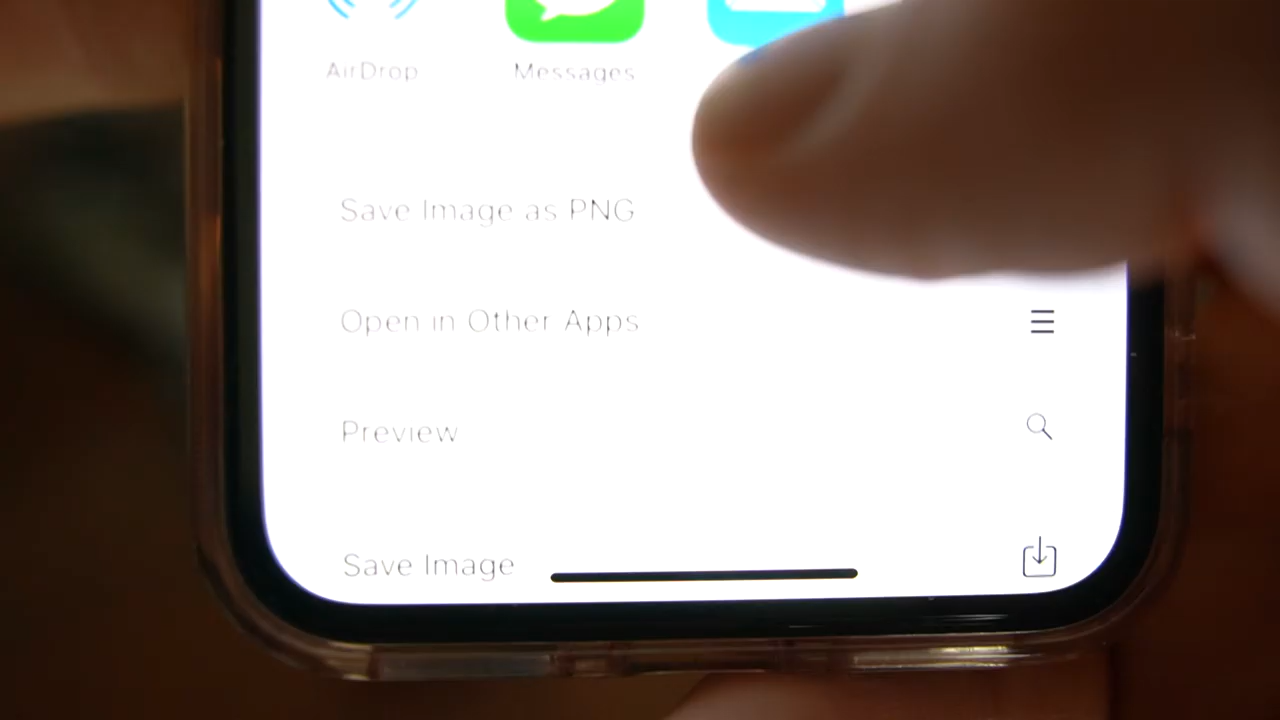 AirDrop
Messages
Save Image as PNG
Open in Other Apps
Preview
Save Image